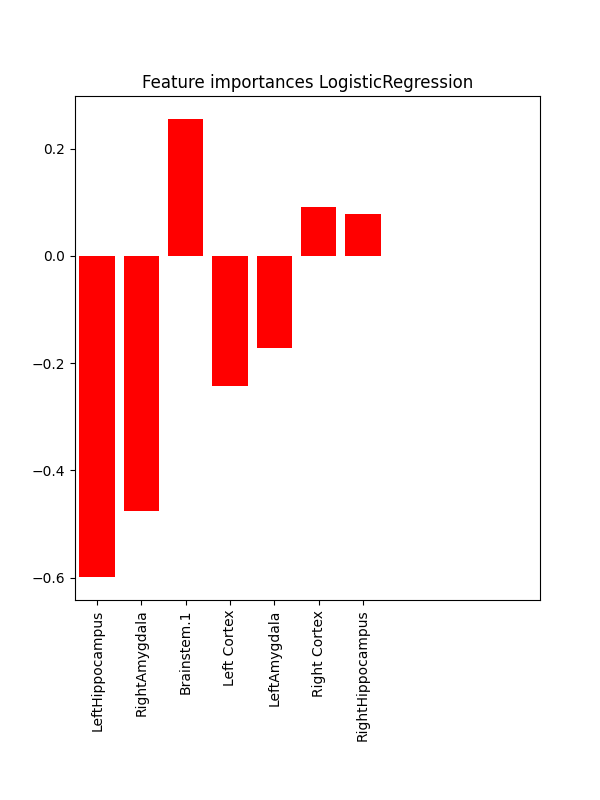 Feature importances LogisticRegression
0.2
0.0
−0.2
−0.4
−0.6
LeftHippocampus
RightAmygdala
Brainstem.1
Left Cortex
LeftAmygdala
Right Cortex
RightHippocampus